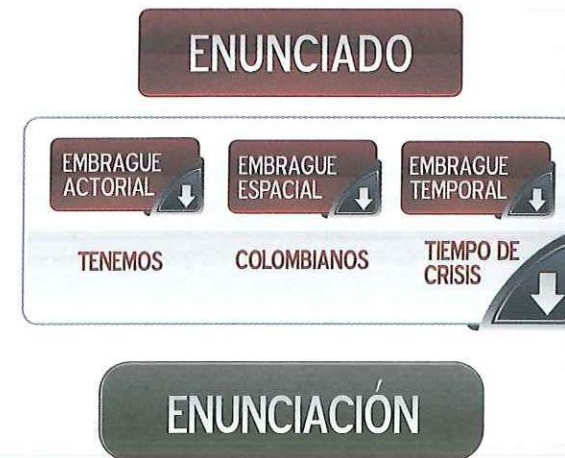 ENUNCIADO
EMBRAGUE
ACTORIAL
EMBRAGUE
ESPACIAL
EMBRAGUE
TEMPORAL
TENEMOS
COLOMBIANOS
TIEMPO DE
CRISIS
ENUNCIACIÓN